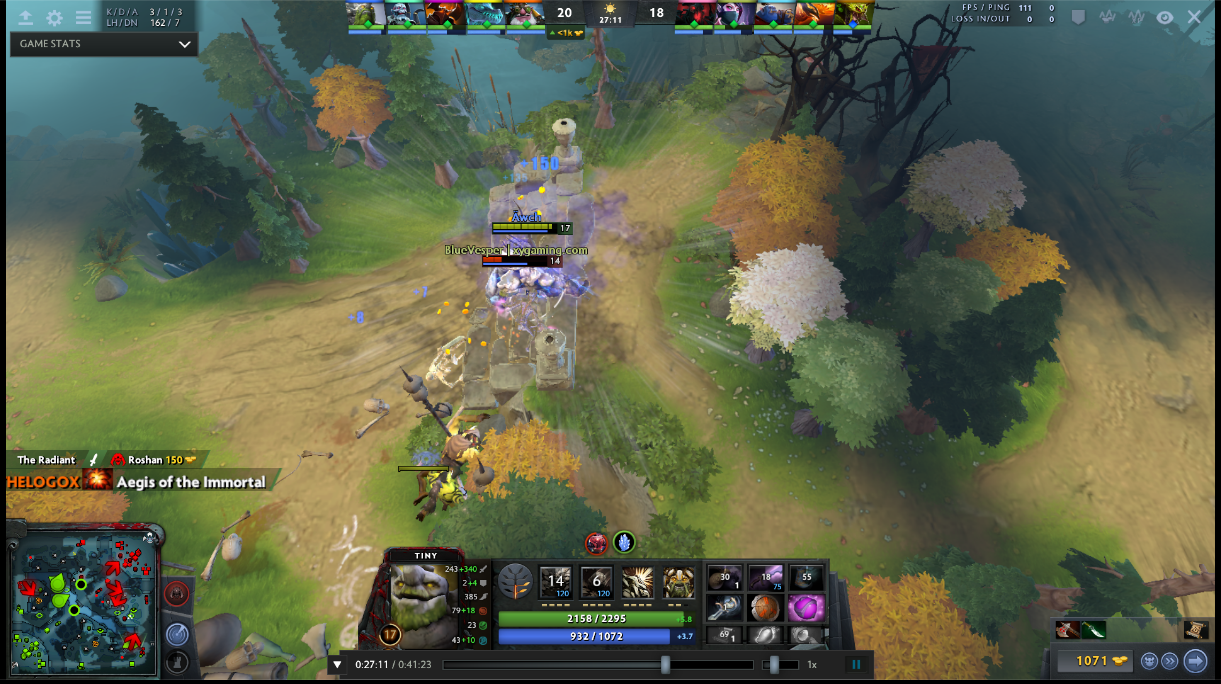 K / D / A 3 / 1 / 3
LH / DN 162 / 7
20
27:11
18
FPS / PING 111 0
LOSS IN/OUT 0 0
GAME STATS
<1k
+150
Awch
17
BlueVesper | xygaming.com
14
+7
+8
The Radiant Roshan 150
HELOGOX Aegis of the Immortal
TINY
243+340
2+4
385
79+18
23
43+10
17
14
120
6
120
2158 / 2295 +5.8
932 / 1072 +3.7
30
1
18
75
55
69
1
0:27:11 / 0:41:23
1x
1071